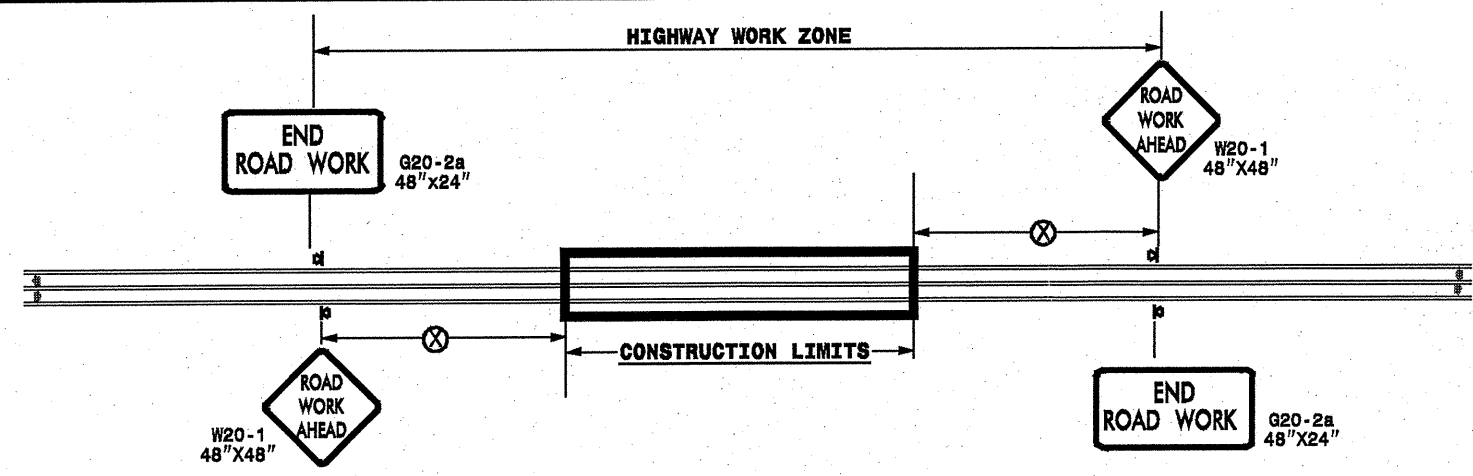 HIGHWAY WORK ZONE
END
ROAD WORK
G20-2a
48"x24"
ROAD
WORK
AHEAD
W20-1
48"X48"
X
X
CONSTRUCTION LIMITS
ROAD
WORK
AHEAD
W20-1
48"X48"
END
ROAD WORK
G20-2a
48"X24"